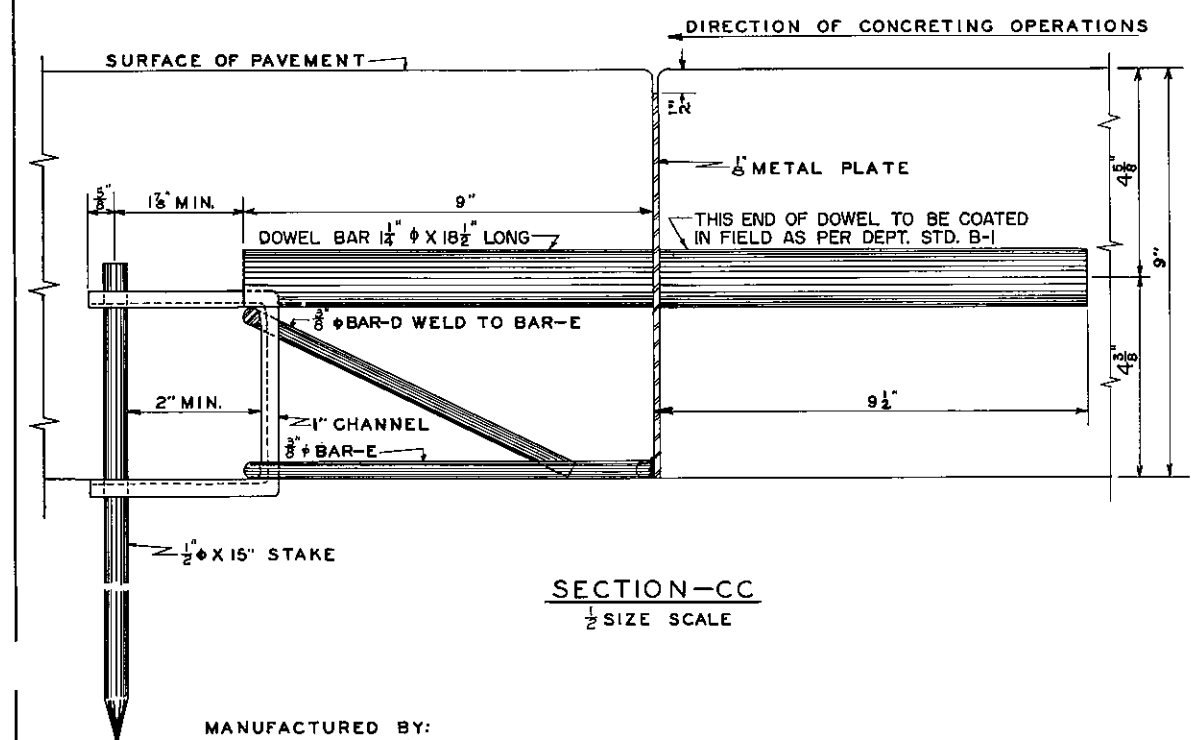 DIRECTION OF CONCRETING OPERATIONS
SURFACE OF PAVEMENT
1/2"
1/8" METAL PLATE
4 5/8"
5/8"
1 7/8" MIN.
9"
THIS END OF DOWEL TO BE COATED
IN FIELD AS PER DEPT. STD. B-1
DOWEL BAR 1 1/4" ϕ X 18 1/2" LONG
9"
3/8" ϕ BAR-D WELD TO BAR-E
4 3/8"
2" MIN.
9 1/2"
1" CHANNEL
3/8" ϕ BAR-E
1/2" ϕ X 15" STAKE
SECTION-CC
1/2 SIZE SCALE
MANUFACTURED BY: